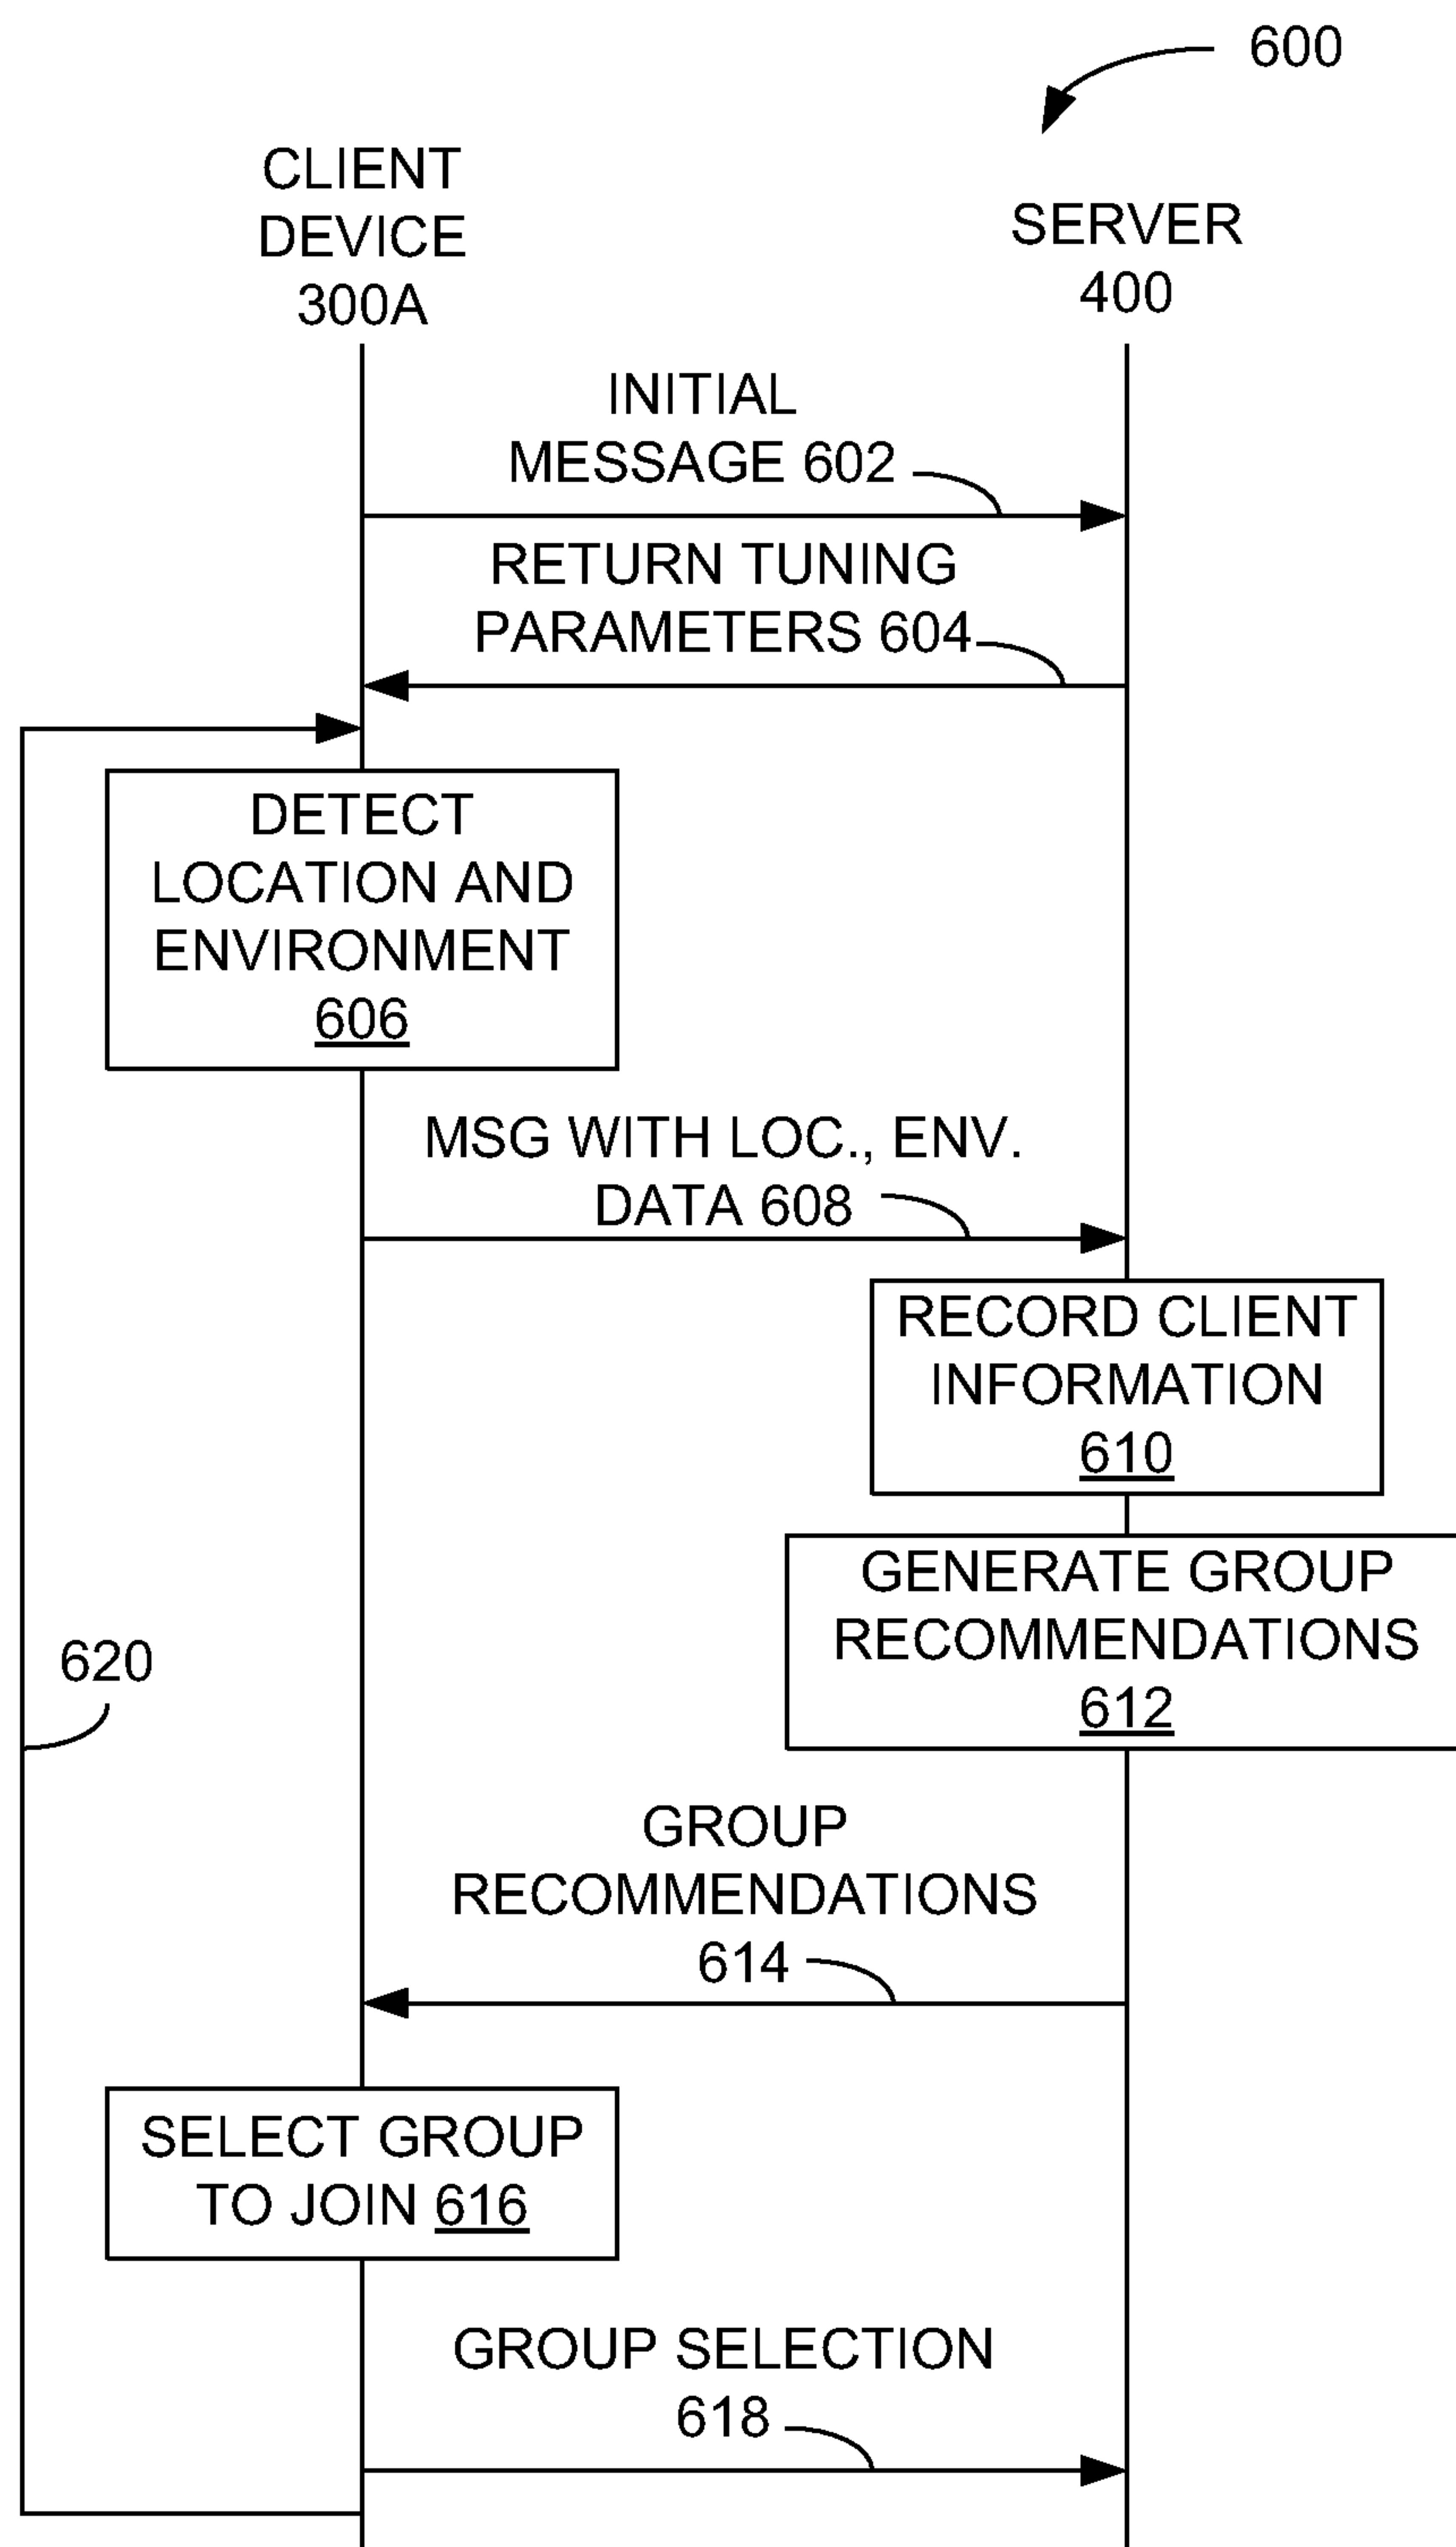 600
CLIENT
DEVICE
300A
SERVER
400
INITIAL
MESSAGE 602
RETURN TUNING
PARAMETERS 604
DETECT
LOCATION AND
ENVIRONMENT
606
MSG WITH LOC., ENV.
DATA 608
RECORD CLIENT
INFORMATION
610
GENERATE GROUP
RECOMMENDATIONS
612
620
GROUP
RECOMMENDATIONS
614
SELECT GROUP
TO JOIN 616
GROUP SELECTION
618